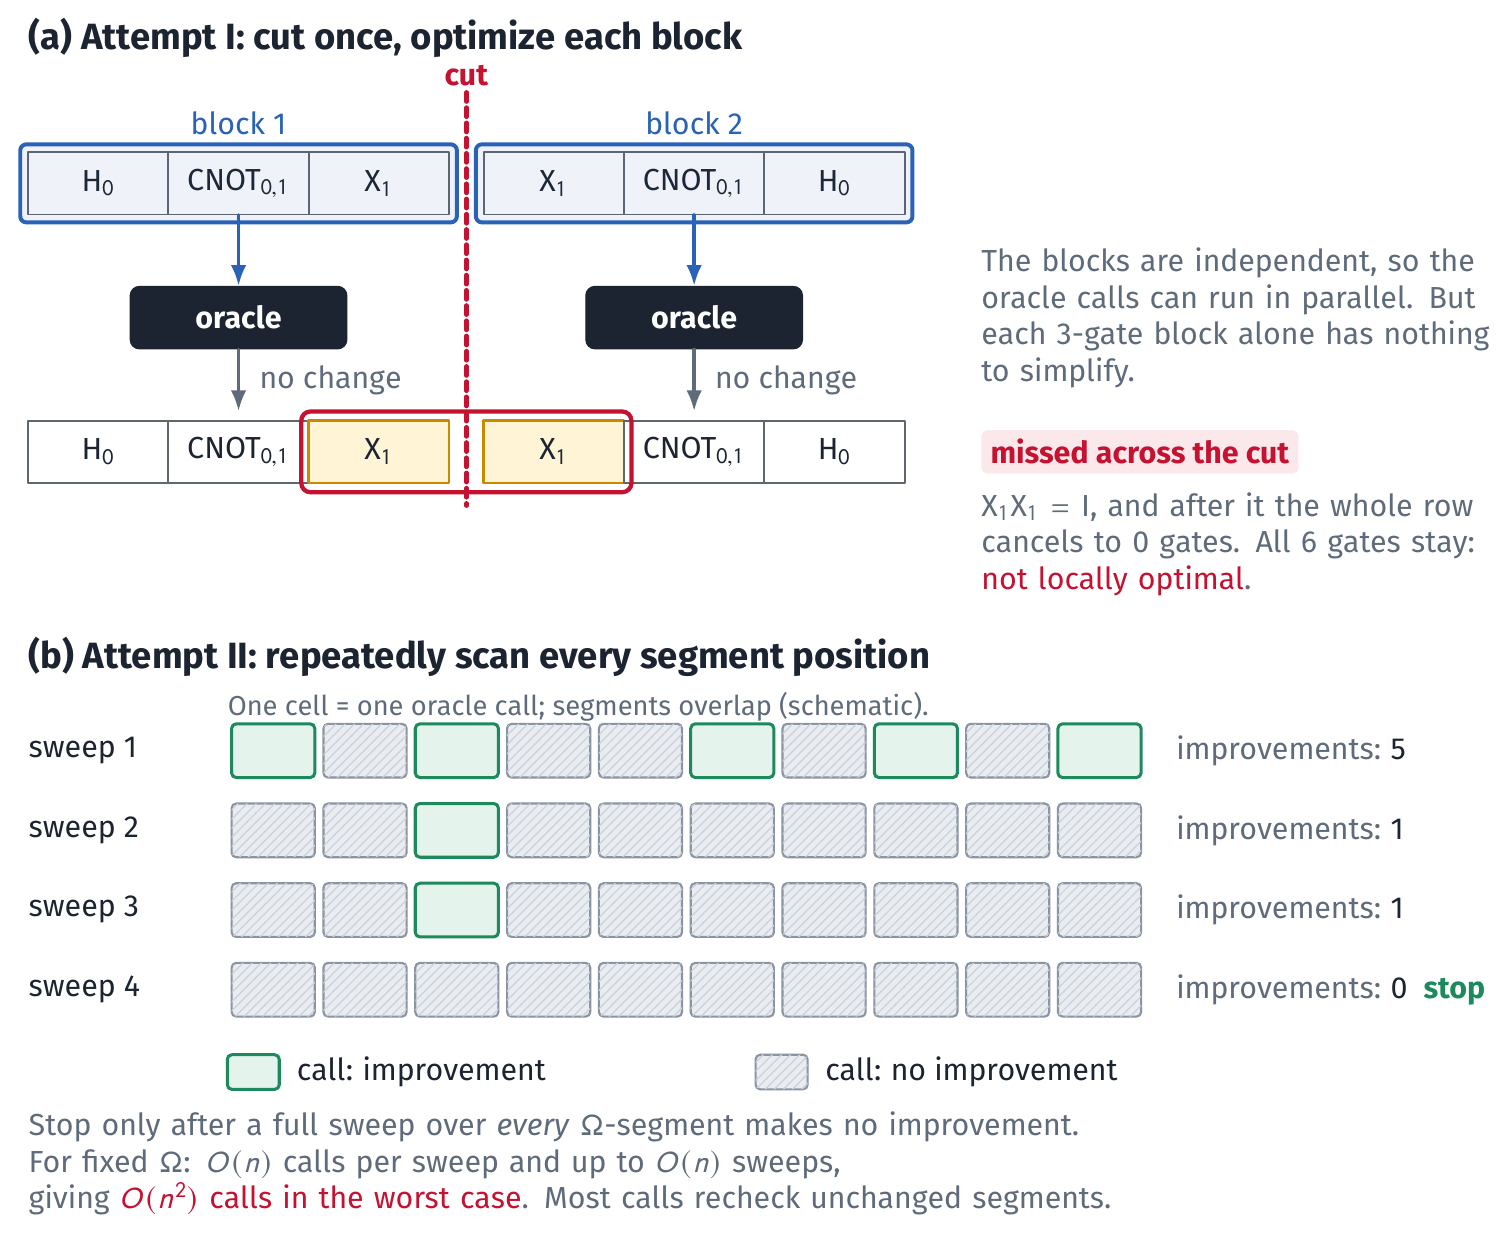 (a) Attempt I: cut once, optimize each block
cut
block 1
block 2
H₀ CNOT₀,₁ X₁
X₁ CNOT₀,₁ H₀
oracle
oracle
no change
no change
H₀ CNOT₀,₁ X₁
X₁ CNOT₀,₁ H₀
The blocks are independent, so the
oracle calls can run in parallel. But
each 3-gate block alone has nothing
to simplify.
missed across the cut
X₁X₁ = I, and after it the whole row
cancels to 0 gates. All 6 gates stay:
not locally optimal.
(b) Attempt II: repeatedly scan every segment position
One cell = one oracle call; segments overlap (schematic).
sweep 1 improvements: 5
sweep 2 improvements: 1
sweep 3 improvements: 1
sweep 4 improvements: 0 stop
call: improvement
call: no improvement
Stop only after a full sweep over every Ω-segment makes no improvement.
For fixed Ω: O(n) calls per sweep and up to O(n) sweeps,
giving O(n²) calls in the worst case. Most calls recheck unchanged segments.